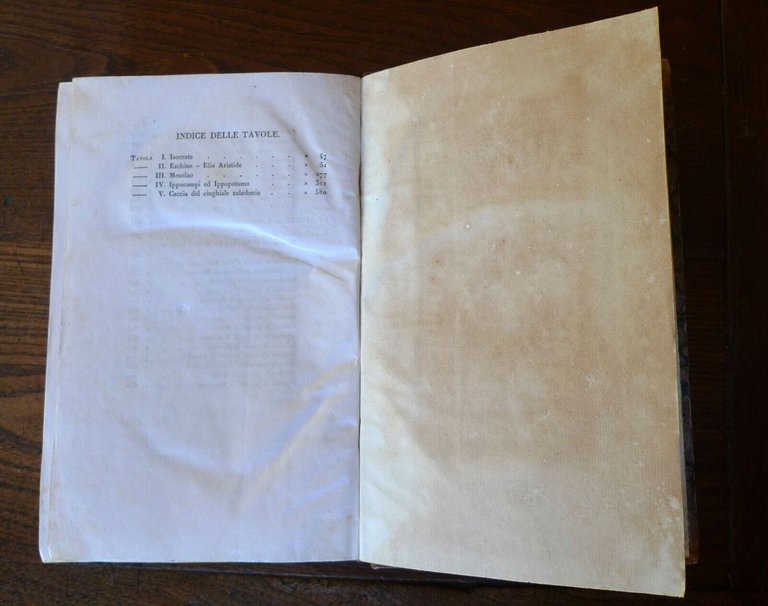 INDICE DELLE TAVOLE.
TAVOLA I. Isocrate . . . . . . » 47
—— II. Eschine – Elio Aristide . . . » 51
—— III. Menelao . . . . . . » 277
—— IV. Ippocampi ed Ippopotamo . . . » 311
—— V. Caccia del cinghiale caledonio . . » 580